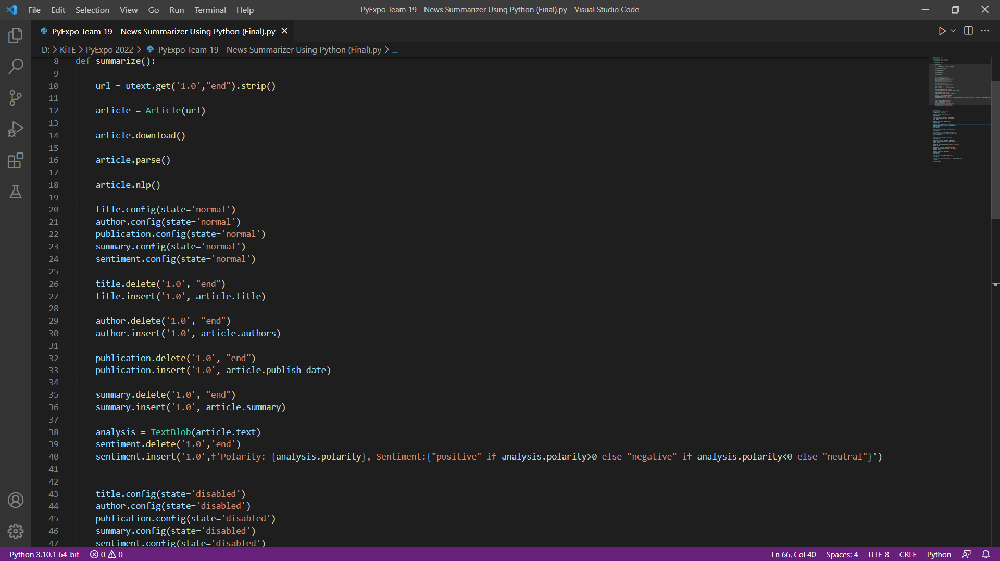 File Edit Selection View Go Run Terminal Help
PyExpo Team 19 - News Summarizer Using Python (Final).py - Visual Studio Code
PyExpo Team 19 - News Summarizer Using Python (Final).py
D: > KiTE > PyExpo 2022 > PyExpo Team 19 - News Summarizer Using Python (Final).py > ...
8 def summarize():
9
10 url = utext.get('1.0',"end").strip()
11
12 article = Article(url)
13
14 article.download()
15
16 article.parse()
17
18 article.nlp()
19
20 title.config(state='normal')
21 author.config(state='normal')
22 publication.config(state='normal')
23 summary.config(state='normal')
24 sentiment.config(state='normal')
25
26 title.delete('1.0', "end")
27 title.insert('1.0', article.title)
28
29 author.delete('1.0', "end")
30 author.insert('1.0', article.authors)
31
32 publication.delete('1.0', "end")
33 publication.insert('1.0', article.publish_date)
34
35 summary.delete('1.0', "end")
36 summary.insert('1.0', article.summary)
37
38 analysis = TextBlob(article.text)
39 sentiment.delete('1.0','end')
40 sentiment.insert('1.0',f'Polarity: {analysis.polarity}, Sentiment:{"positive" if analysis.polarity>0 else "negative" if analysis.polarity<0 else "neutral"}')
41
42
43 title.config(state='disabled')
44 author.config(state='disabled')
45 publication.config(state='disabled')
46 summary.config(state='disabled')
47 sentiment.config(state='disabled')
Python 3.10.1 64-bit 0 0 Ln 66, Col 40 Spaces: 4 UTF-8 CRLF Python